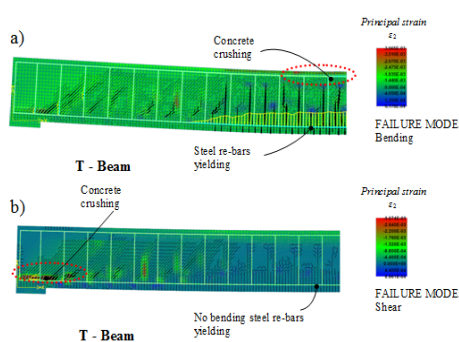 a)
Concrete
crushing
Principal strain
ε2
FAILURE MODE
Bending
Steel re-bars
yielding
T - Beam
Concrete
crushing
b)
Principal strain
ε2
FAILURE MODE
Shear
No bending steel re-bars
yielding
T - Beam